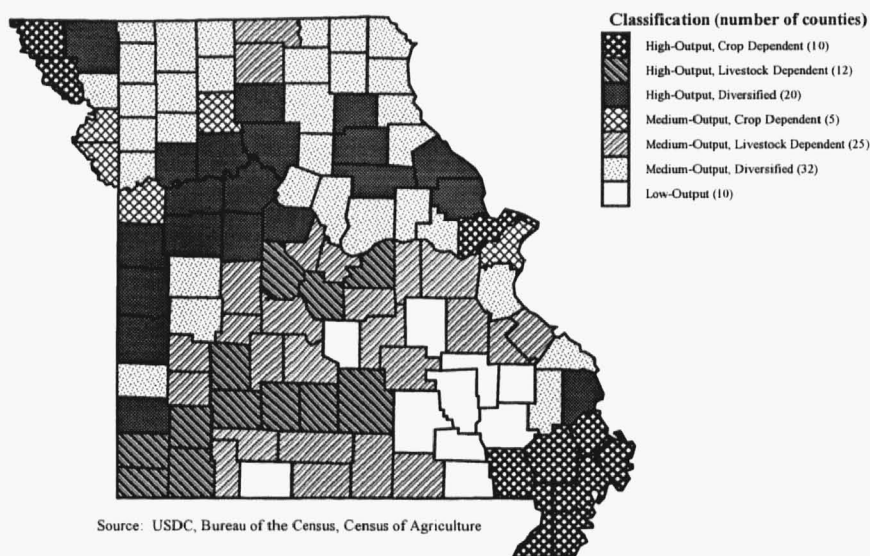 Classification (number of counties)
High-Output, Crop Dependent (10)
High-Output, Livestock Dependent (12)
High-Output, Diversified (20)
Medium-Output, Crop Dependent (5)
Medium-Output, Livestock Dependent (25)
Medium-Output, Diversified (32)
Low-Output (10)
Source: USDC, Bureau of the Census, Census of Agriculture